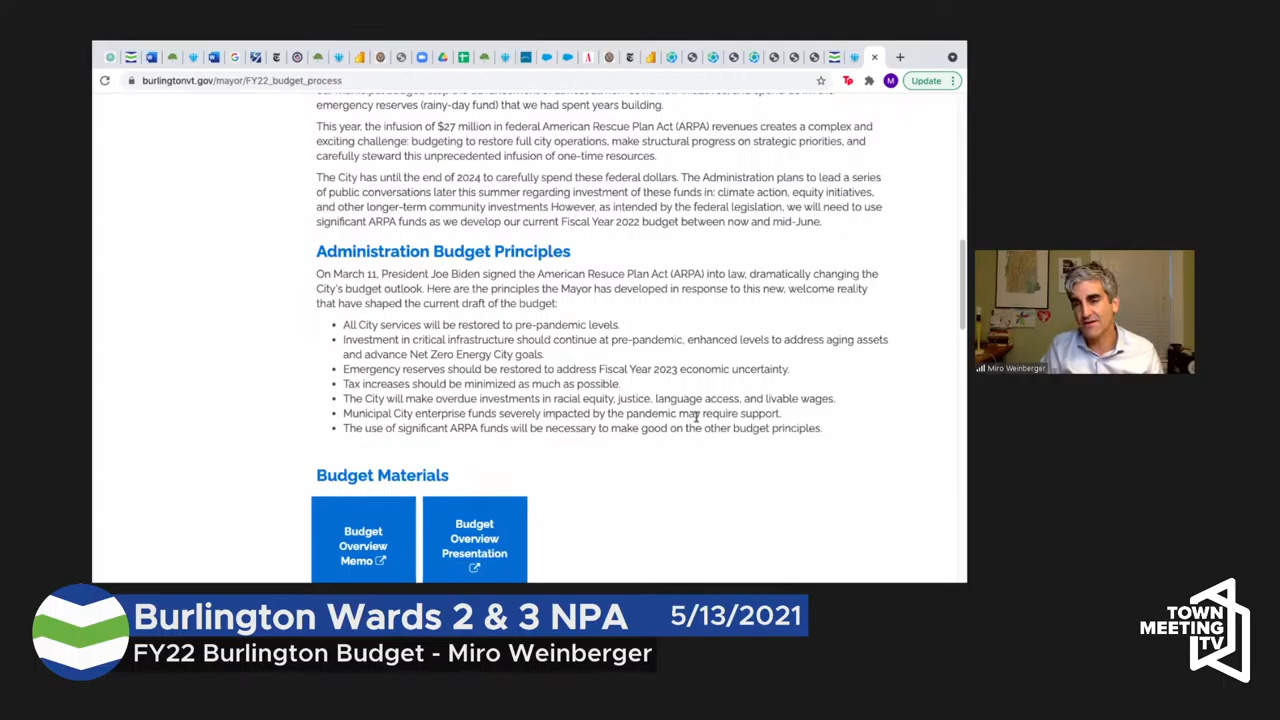 burlingtonvt.gov/mayor/FY22_budget_process
Update
emergency reserves (rainy-day fund) that we had spent years building.
This year, the infusion of $27 million in federal American Rescue Plan Act (ARPA) revenues creates a complex and
exciting challenge: budgeting to restore full city operations, make structural progress on strategic priorities, and
carefully steward this unprecedented infusion of one-time resources.
The City has until the end of 2024 to carefully spend these federal dollars. The Administration plans to lead a series
of public conversations later this summer regarding investment of these funds in: climate action, equity initiatives,
and other longer-term community investments However, as intended by the federal legislation, we will need to use
significant ARPA funds as we develop our current Fiscal Year 2022 budget between now and mid-June.
Administration Budget Principles
On March 11, President Joe Biden signed the American Resuce Plan Act (ARPA) into law, dramatically changing the
City's budget outlook. Here are the principles the Mayor has developed in response to this new, welcome reality
that have shaped the current draft of the budget:
• All City services will be restored to pre-pandemic levels.
• Investment in critical infrastructure should continue at pre-pandemic, enhanced levels to address aging assets
and advance Net Zero Energy City goals.
• Emergency reserves should be restored to address Fiscal Year 2023 economic uncertainty.
• Tax increases should be minimized as much as possible.
• The City will make overdue investments in racial equity, justice, language access, and livable wages.
• Municipal City enterprise funds severely impacted by the pandemic may require support.
• The use of significant ARPA funds will be necessary to make good on the other budget principles.
Budget Materials
Budget
Overview
Memo
Budget
Overview
Presentation
Miro Weinberger
Burlington Wards 2 & 3 NPA 5/13/2021
FY22 Burlington Budget - Miro Weinberger
TOWN
MEETING
TV